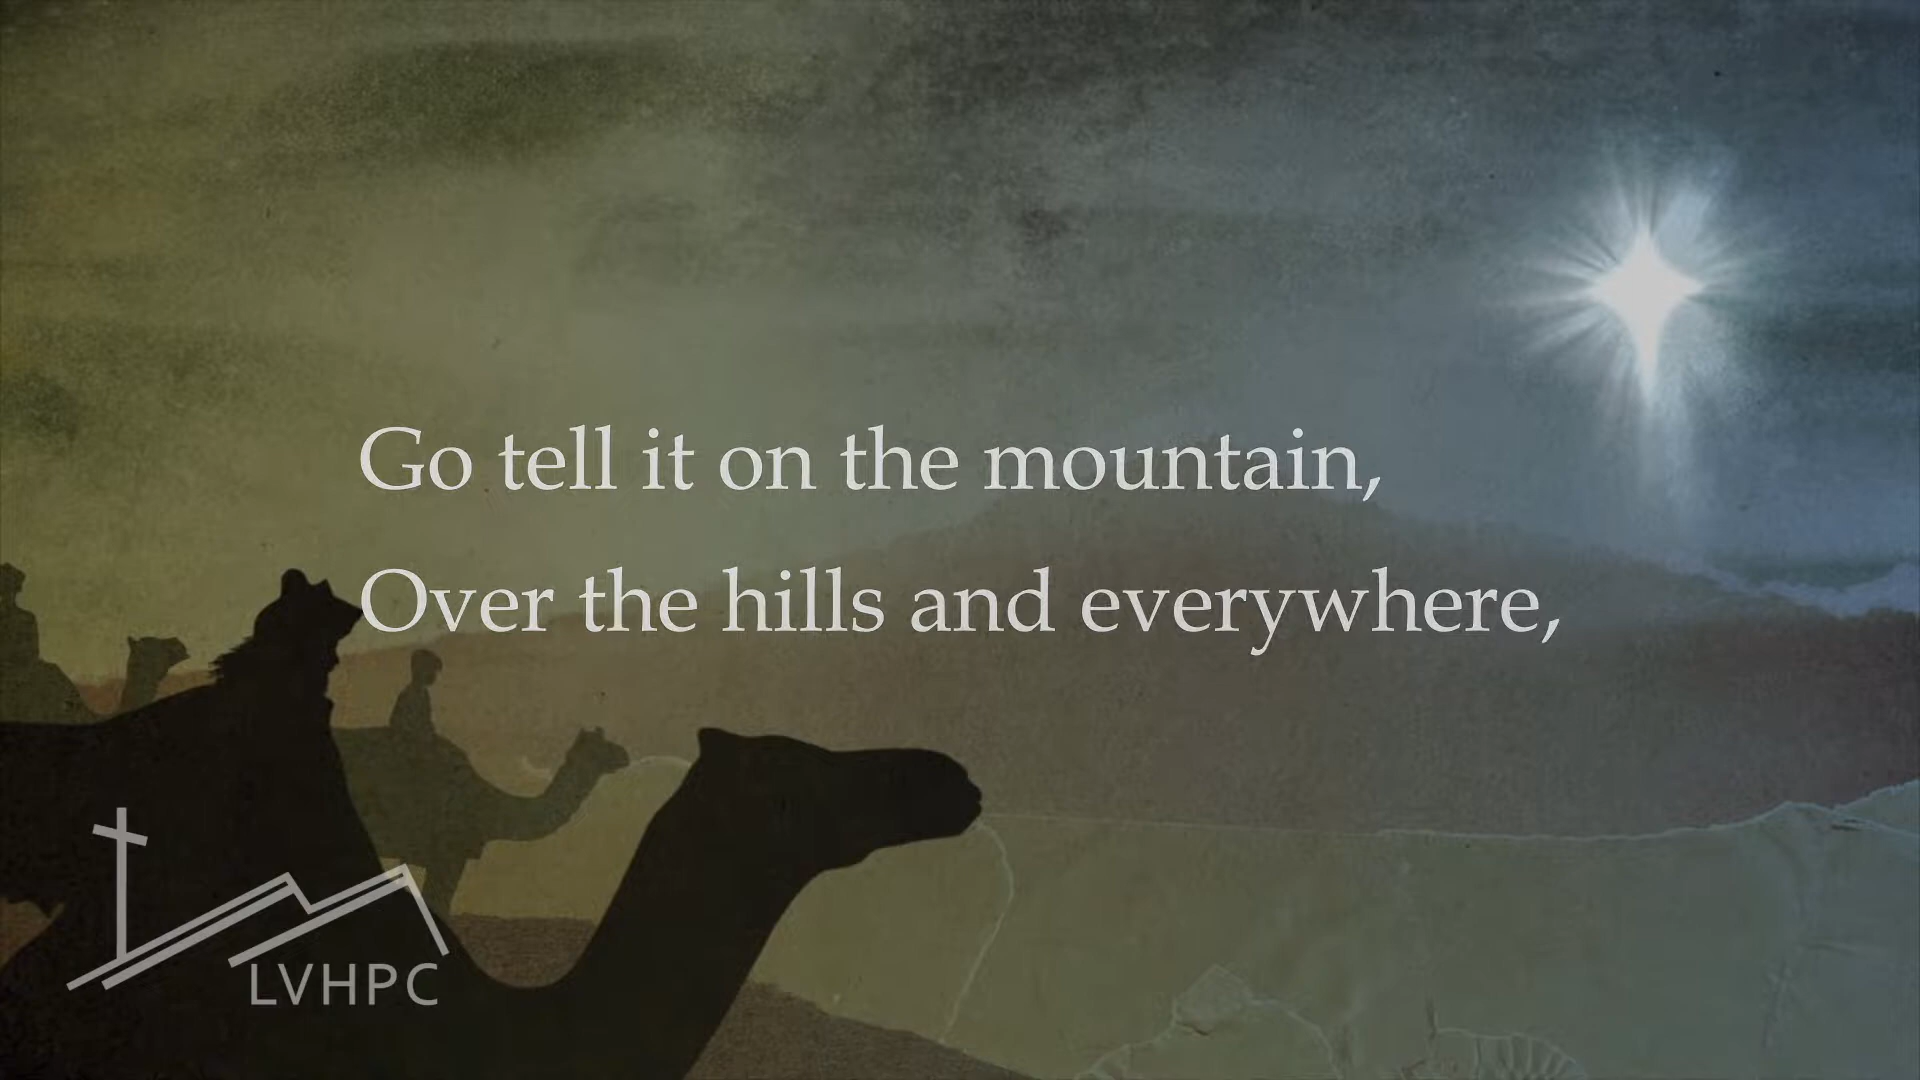 Go tell it on the mountain,
Over the hills and everywhere,
LVHPC